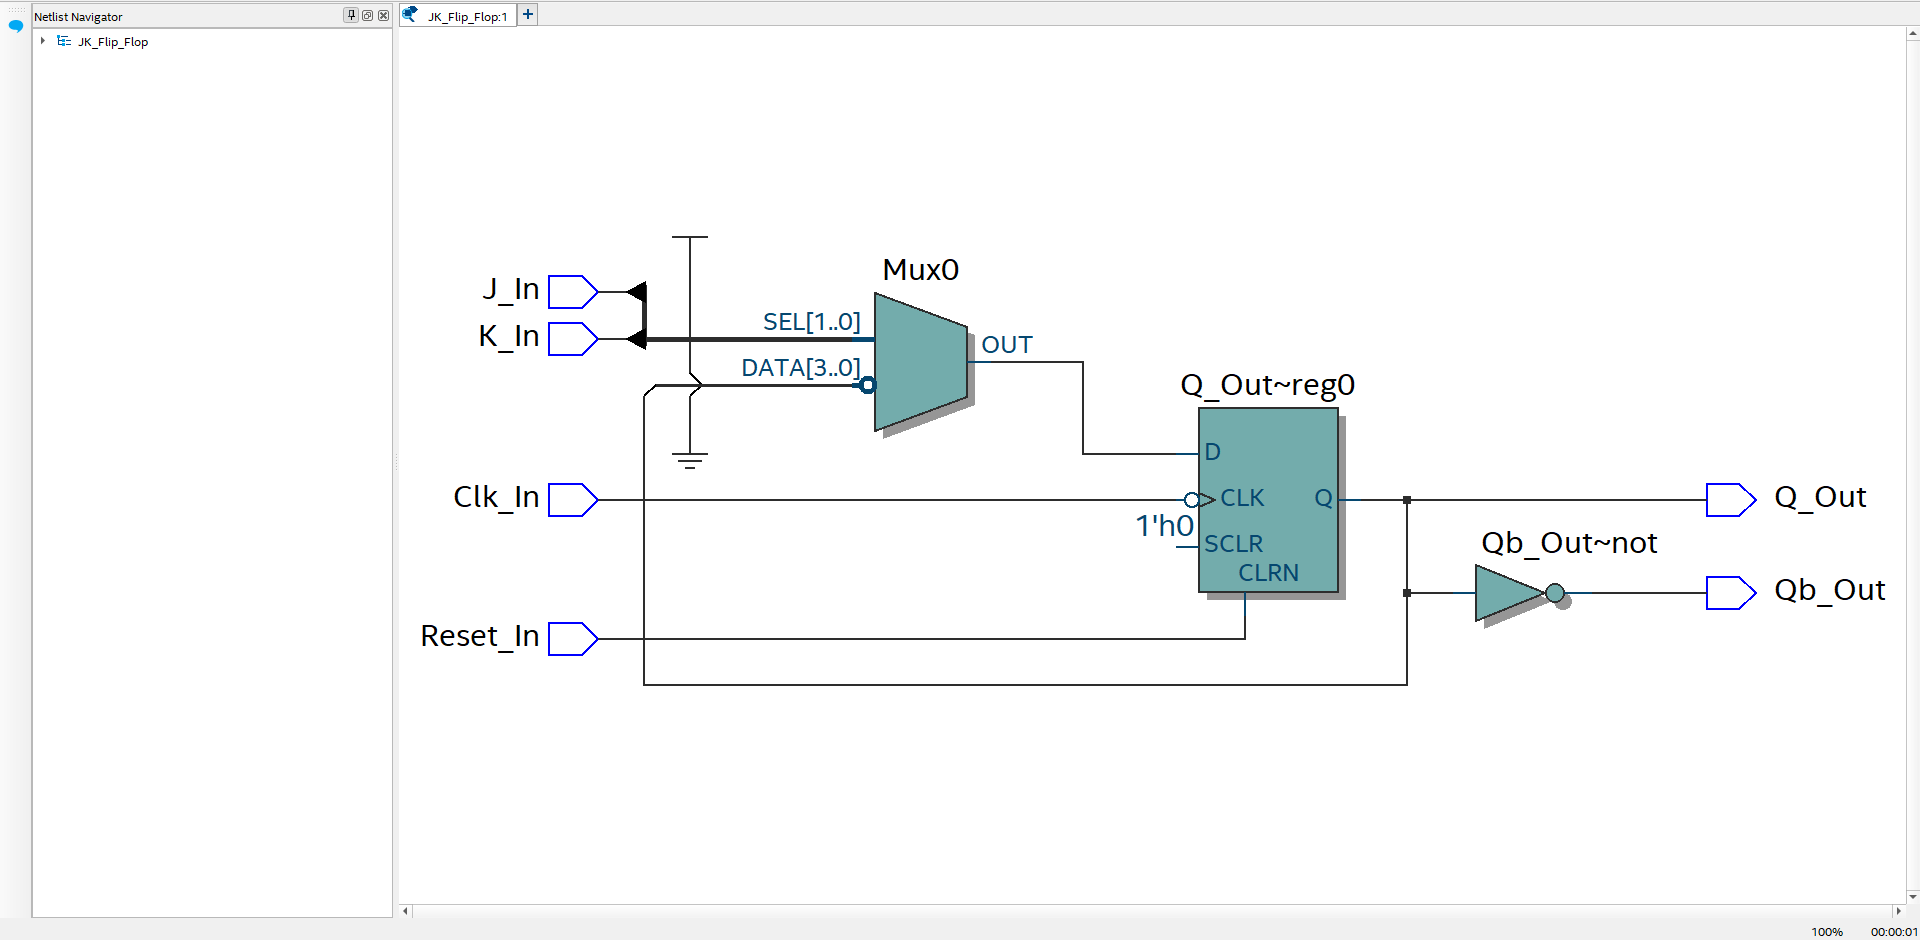 Netlist Navigator
JK_Flip_Flop
JK_Flip_Flop:1
Mux0
J_In
SEL[1..0]
K_In
OUT
DATA[3..0]
Q_Out~reg0
D
Clk_In
CLK
Q
Q_Out
1'h0
SCLR
Qb_Out~not
CLRN
Qb_Out
Reset_In
100%
00:00:01